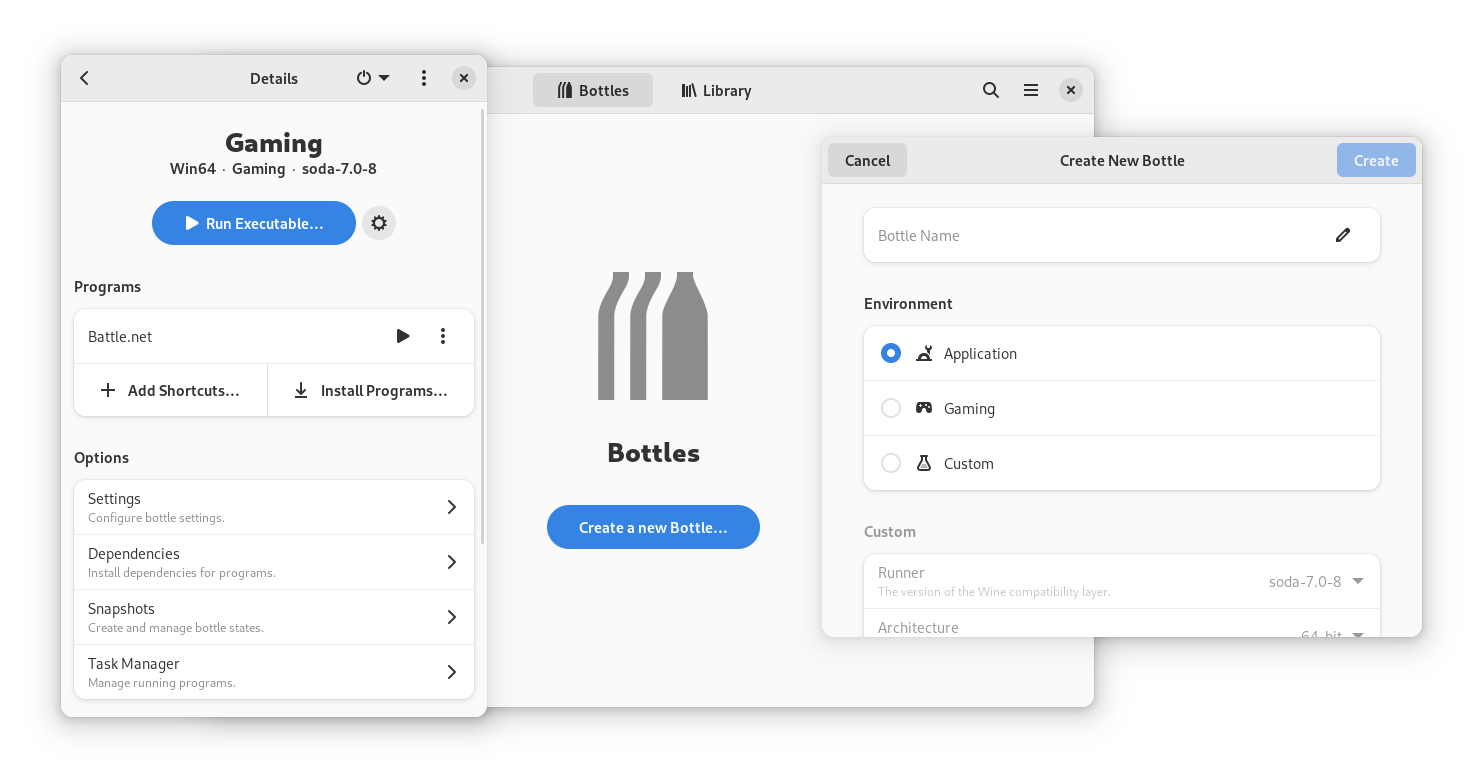 Details
Gaming
Win64 · Gaming · soda-7.0-8
Run Executable...
Programs
Battle.net
Add Shortcuts...
Install Programs...
Options
Settings
Configure bottle settings.
Dependencies
Install dependencies for programs.
Snapshots
Create and manage bottle states.
Task Manager
Manage running programs.
Bottles
Library
Bottles
Create a new Bottle...
Cancel
Create New Bottle
Create
Bottle Name
Environment
Application
Gaming
Custom
Custom
Runner
The version of the Wine compatibility layer.
soda-7.0-8
Architecture
64-bit